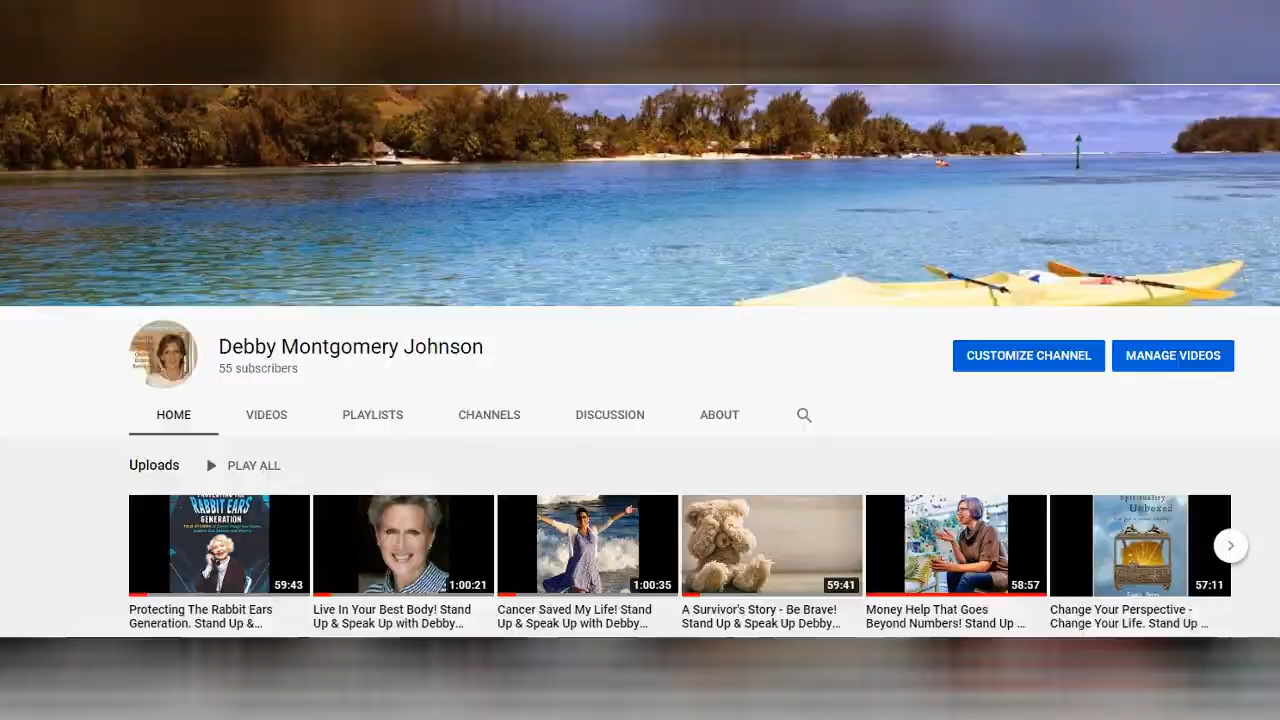 Debby Montgomery Johnson
55 subscribers
CUSTOMIZE CHANNEL
MANAGE VIDEOS
HOME
VIDEOS
PLAYLISTS
CHANNELS
DISCUSSION
ABOUT
Uploads
PLAY ALL
RABBIT EARS
GENERATION
59:43
1:00:21
1:00:35
59:41
58:57
Spirituality
Unboxed
57:11
Protecting The Rabbit Ears
Generation. Stand Up &...
Live In Your Best Body! Stand
Up & Speak Up with Debby...
Cancer Saved My Life! Stand
Up & Speak Up with Debby...
A Survivor's Story - Be Brave!
Stand Up & Speak Up Debby...
Money Help That Goes
Beyond Numbers! Stand Up ...
Change Your Perspective -
Change Your Life. Stand Up ...